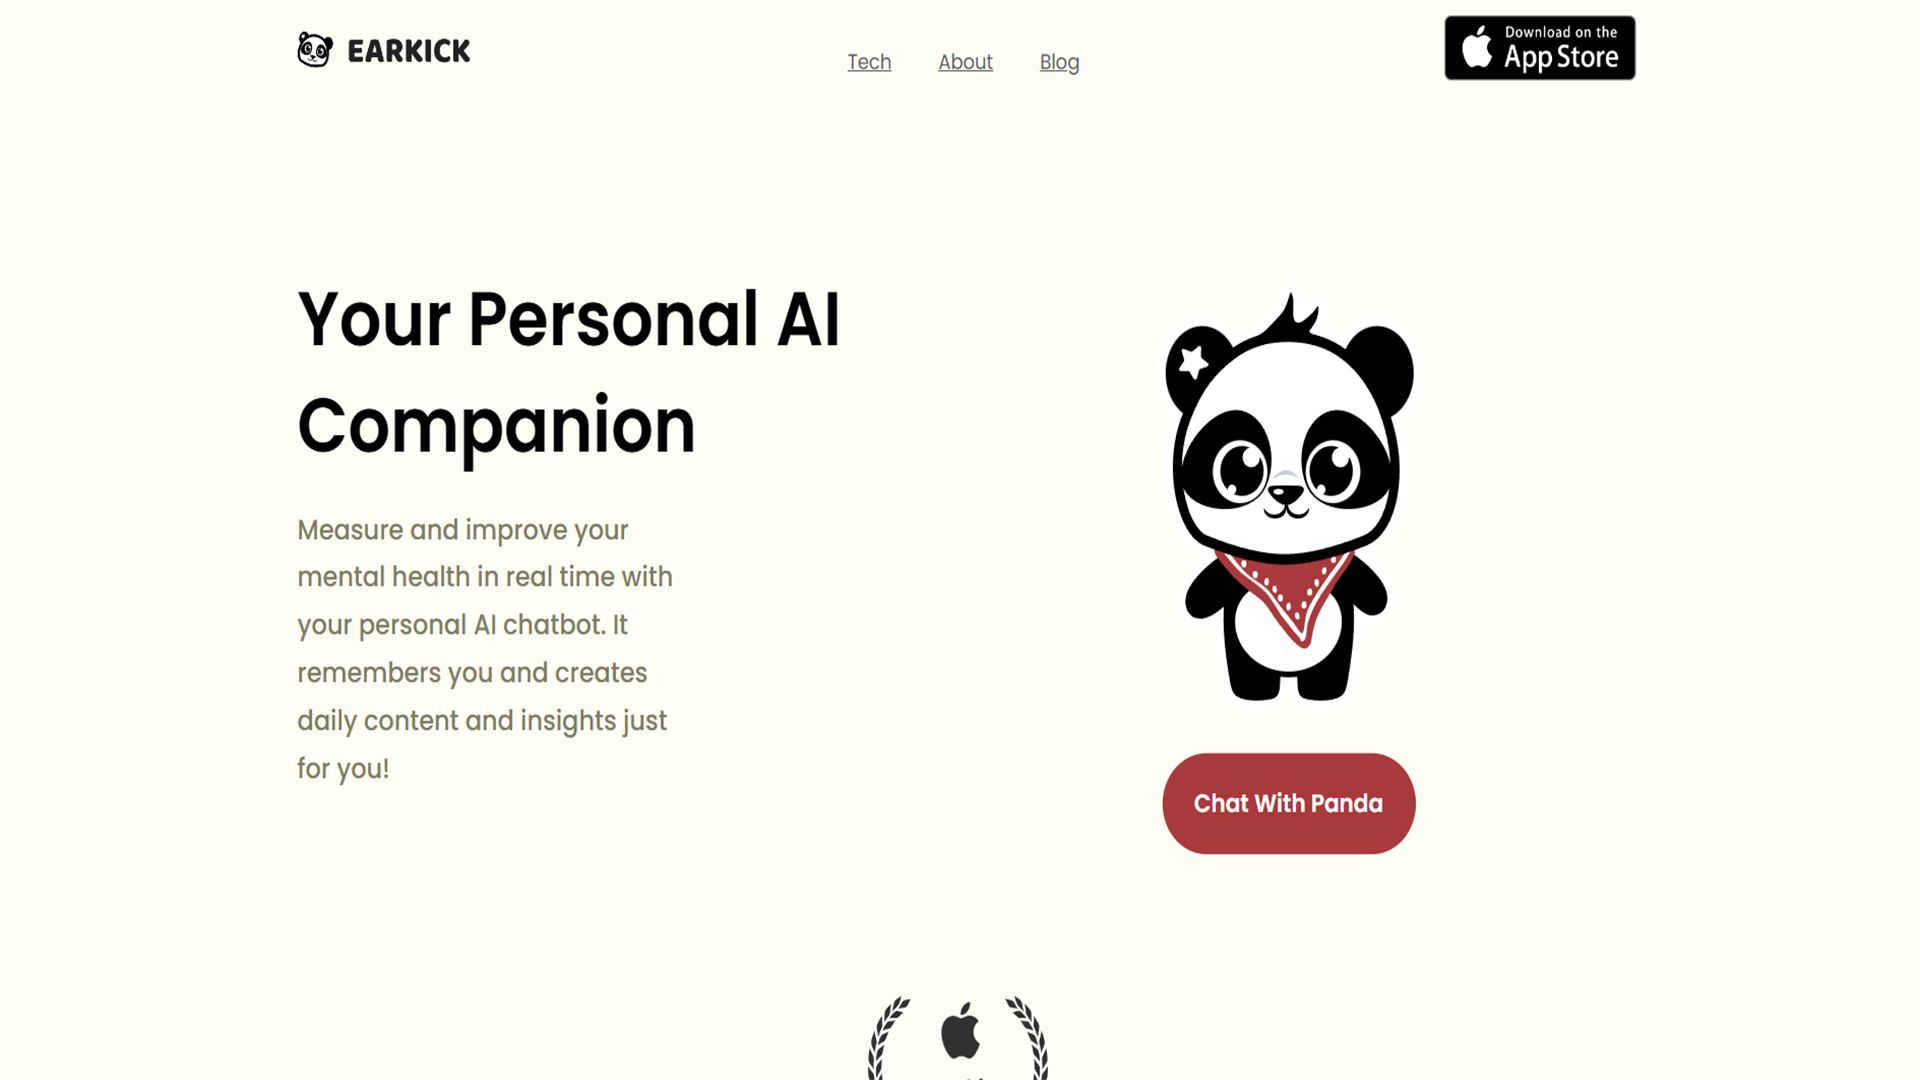 EARKICK
Tech
About
Blog
Download on the
App Store
Your Personal AI
Companion
Measure and improve your
mental health in real time with
your personal AI chatbot. It
remembers you and creates
daily content and insights just
for you!
Chat With Panda